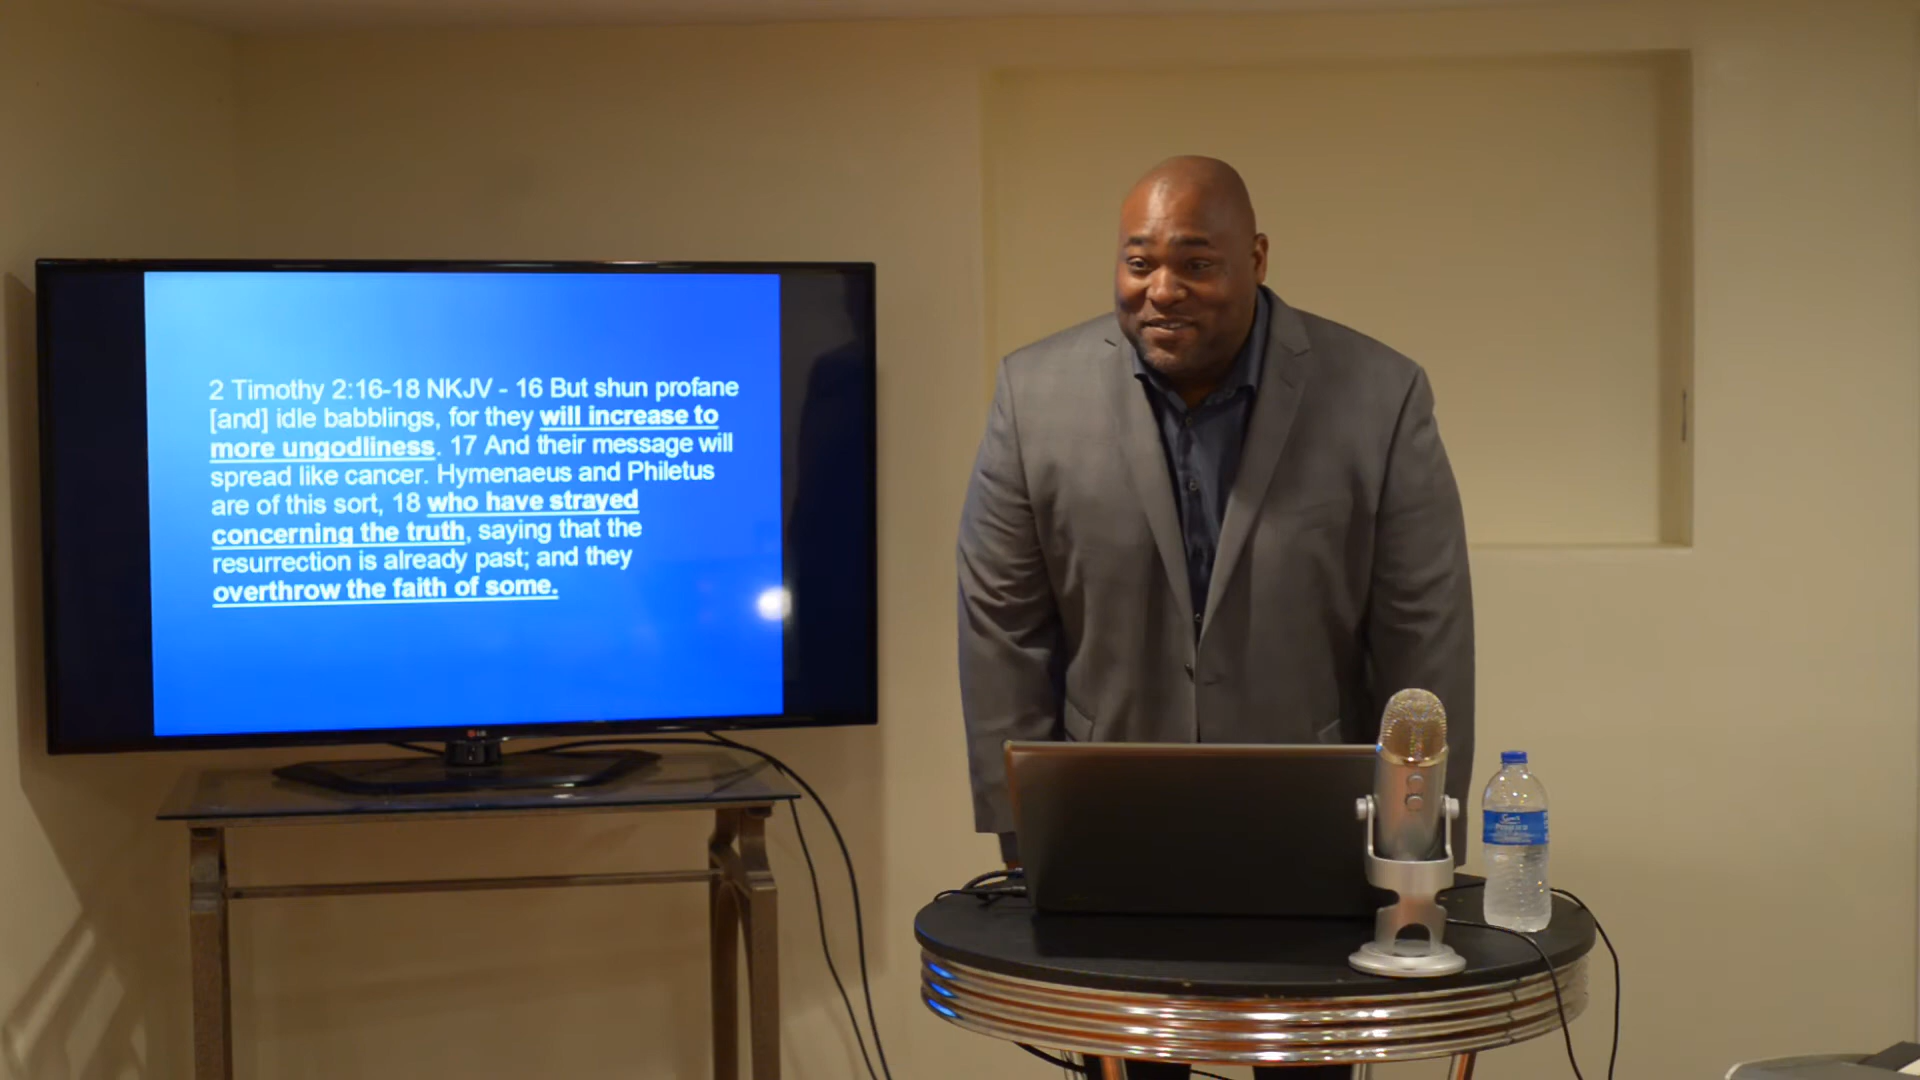 2 Timothy 2:16-18 NKJV - 16 But shun profane
[and] idle babblings, for they will increase to
more ungodliness. 17 And their message will
spread like cancer. Hymenaeus and Philetus
are of this sort, 18 who have strayed
concerning the truth, saying that the
resurrection is already past; and they
overthrow the faith of some.
LG